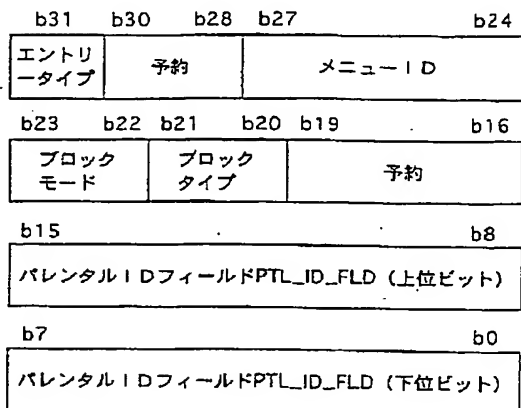 b31 b30 b28 b27 b24
エントリ
ータイプ 予約 メニューID
b23 b22 b21 b20 b19 b16
ブロック
モード ブロック
タイプ 予約
b15 b8
パレンタルIDフィールドPTL_ID_FLD（上位ビット）
b7 b0
パレンタルIDフィールドPTL_ID_FLD（下位ビット）